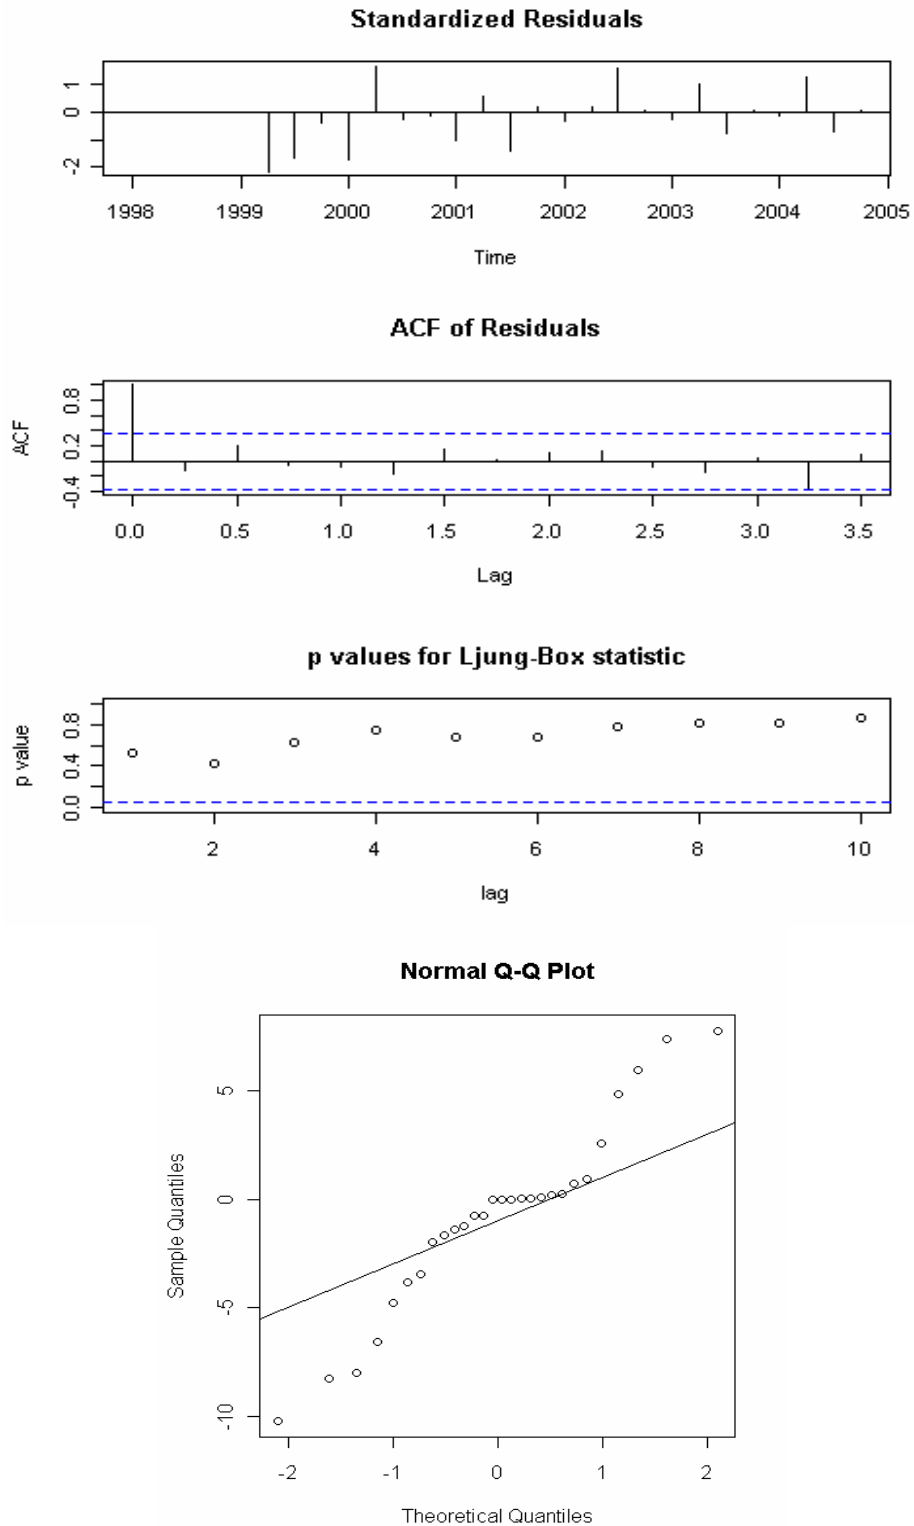 Standardized Residuals
1
0
-2
1998 1999 2000 2001 2002 2003 2004 2005
Time
ACF of Residuals
ACF
0.8
0.2
-0.4
0.0 0.5 1.0 1.5 2.0 2.5 3.0 3.5
Lag
p values for Ljung-Box statistic
p value
0.8
0.4
0.0
2 4 6 8 10
lag
Normal Q-Q Plot
Sample Quantiles
5
0
-5
-10
-2 -1 0 1 2
Theoretical Quantiles